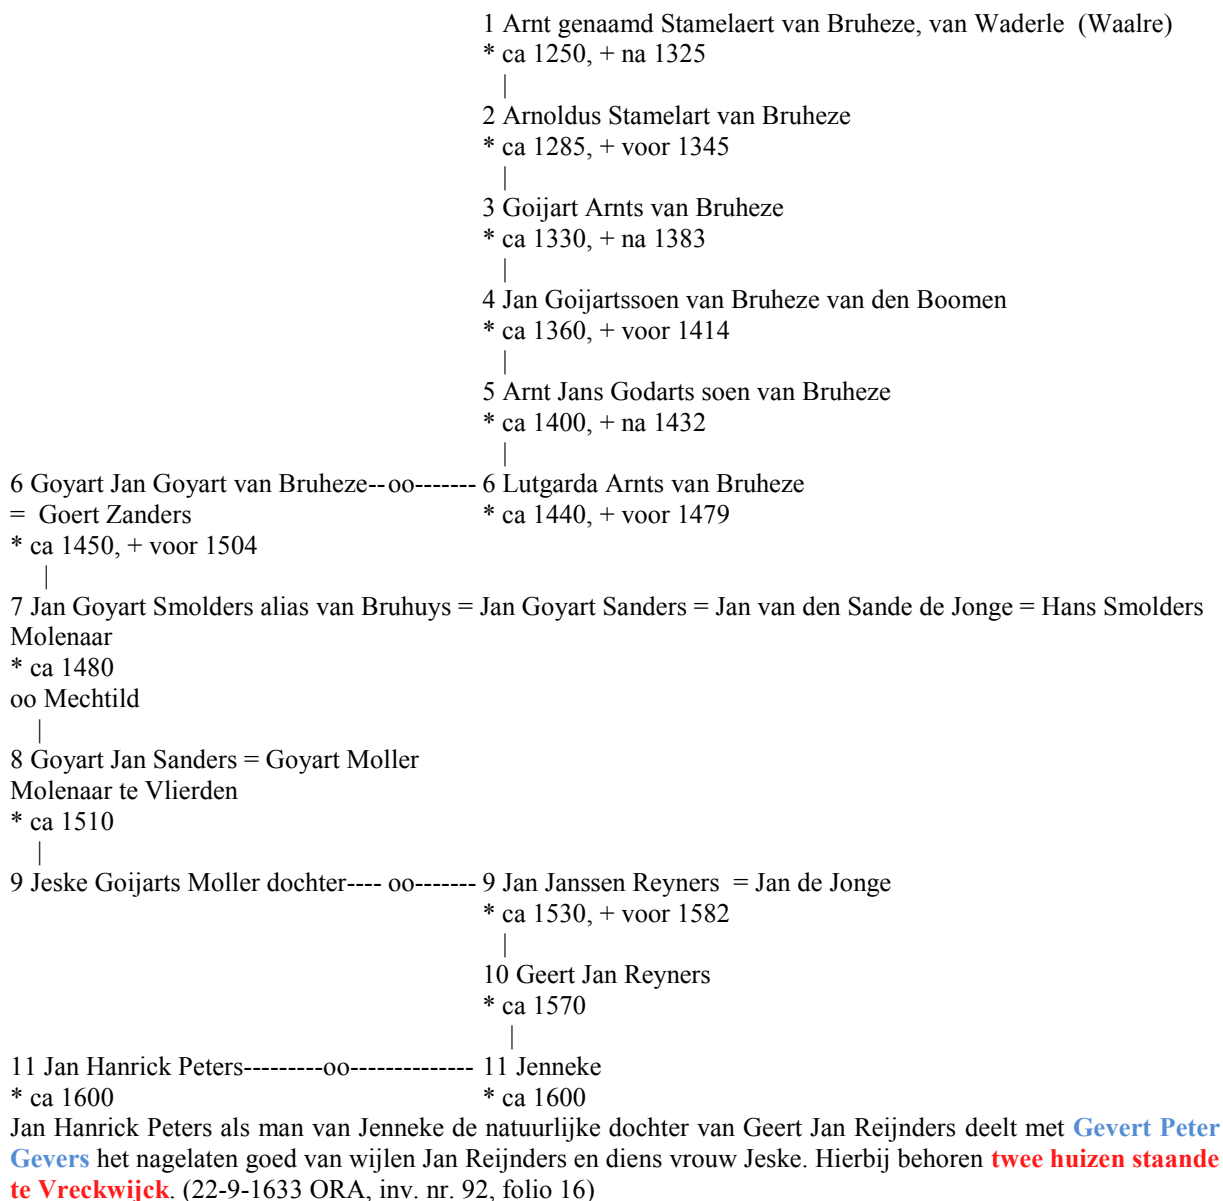 1 Arnt genaamd Stamelaert van Bruheze, van Waderle (Waalre)
* ca 1250, + na 1325
|
2 Arnoldus Stamelart van Bruheze
* ca 1285, + voor 1345
|
3 Goijart Arnts van Bruheze
* ca 1330, + na 1383
|
4 Jan Goijartssoen van Bruheze van den Boomen
* ca 1360, + voor 1414
|
5 Arnt Jans Godarts soen van Bruheze
* ca 1400, + na 1432
|
6 Goyart Jan Goyart van Bruheze--oo------- 6 Lutgarda Arnts van Bruheze
= Goert Zanders * ca 1440, + voor 1479
* ca 1450, + voor 1504
|
7 Jan Goyart Smolders alias van Bruhuys = Jan Goyart Sanders = Jan van den Sande de Jonge = Hans Smolders
Molenaar
* ca 1480
oo Mechtild
|
8 Goyart Jan Sanders = Goyart Moller
Molenaar te Vlierden
* ca 1510
|
9 Jeske Goijarts Moller dochter---- oo------- 9 Jan Janssen Reyners = Jan de Jonge
* ca 1530, + voor 1582
|
10 Geert Jan Reyners
* ca 1570
|
11 Jan Hanrick Peters---------oo-------------- 11 Jenneke
* ca 1600 * ca 1600
Jan Hanrick Peters als man van Jenneke de natuurlijke dochter van Geert Jan Reijnders deelt met Gevert Peter
Gevers het nagelaten goed van wijlen Jan Reijnders en diens vrouw Jeske. Hierbij behoren twee huizen staande
te Vreckwijck. (22-9-1633 ORA, inv. nr. 92, folio 16)